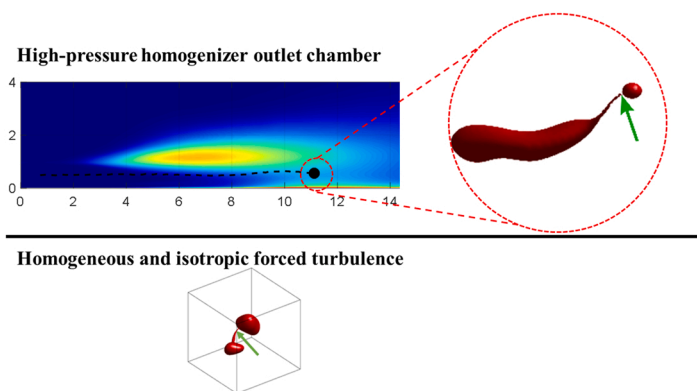 High-pressure homogenizer outlet chamber
4
2
0
0 2 4 6 8 10 12 14
Homogeneous and isotropic forced turbulence